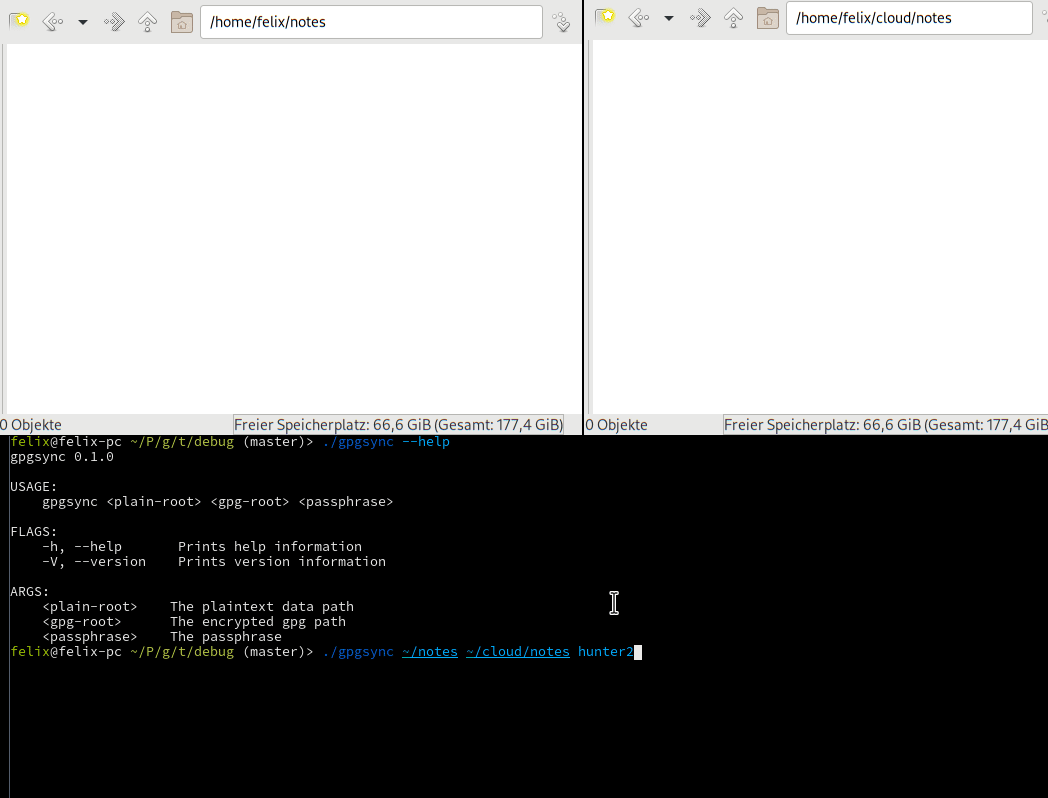 /home/felix/notes
/home/felix/cloud/notes
0 Objekte
Freier Speicherplatz: 66,6 GiB (Gesamt: 177,4 GiB)
0 Objekte
Freier Speicherplatz: 66,6 GiB (Gesamt: 177,4 GiB
felix@felix-pc ~/P/g/t/debug (master)> ./gpgsync --help
gpgsync 0.1.0
USAGE:
    gpgsync <plain-root> <gpg-root> <passphrase>
FLAGS:
    -h, --help       Prints help information
    -V, --version    Prints version information
ARGS:
    <plain-root>    The plaintext data path
    <gpg-root>      The encrypted gpg path
    <passphrase>    The passphrase
felix@felix-pc ~/P/g/t/debug (master)> ./gpgsync ~/notes ~/cloud/notes hunter2